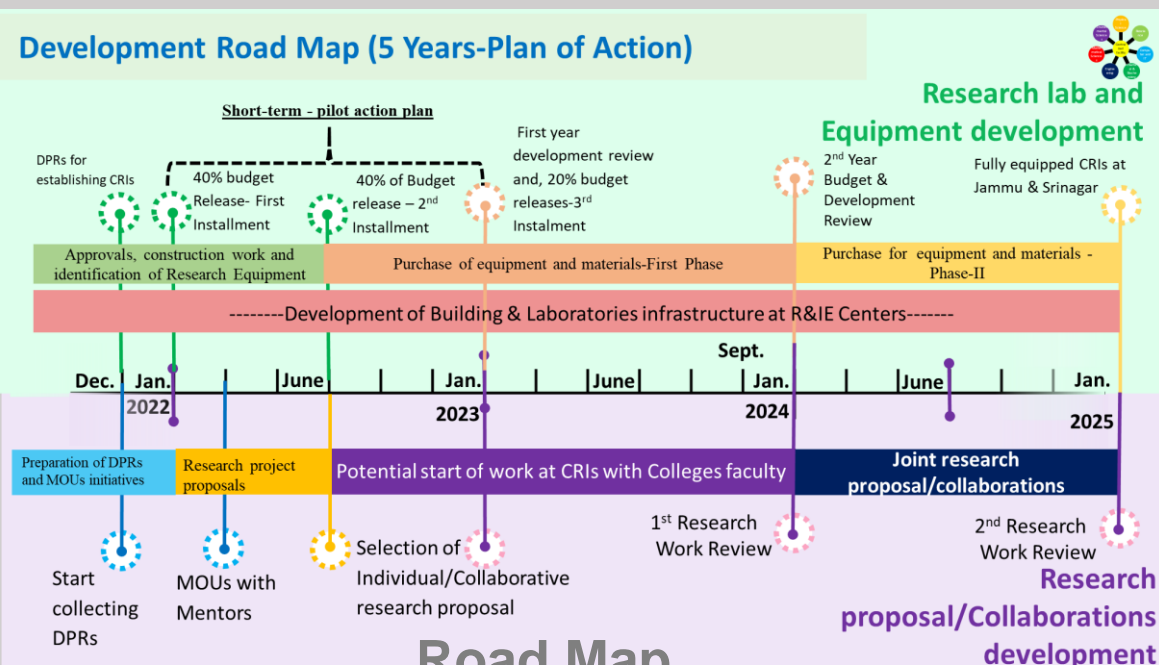 Development Road Map (5 Years-Plan of Action)
Research lab and
Equipment development
Short-term - pilot action plan
DPRs for
establishing CRIs
40% budget
Release- First
Installment
40% of Budget
release – 2nd
Installment
First year
development review
and, 20% budget
releases-3rd
Instalment
2nd Year
Budget &
Development
Review
Fully equipped CRIs at
Jammu & Srinagar
Approvals, construction work and
identification of Research Equipment
Purchase of equipment and materials-First Phase
Purchase for equipment and materials -
Phase-II
--------Development of Building & Laboratories infrastructure at R&IE Centers-------
Sept.
Dec. Jan. June Jan. June Jan. June Jan.
2022 2023 2024 2025
Preparation of DPRs
and MOUs initiatives
Research project
proposals
Potential start of work at CRIs with Colleges faculty
Joint research
proposal/collaborations
Start
collecting
DPRs
MOUs with
Mentors
Selection of
Individual/Collaborative
research proposal
1st Research
Work Review
2nd Research
Work Review
Research
proposal/Collaborations
development
Road Map